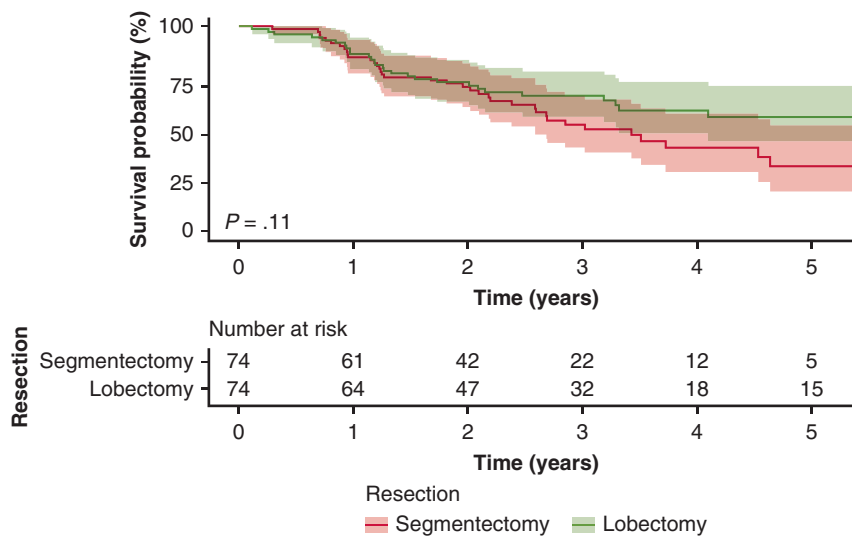 Survival probability (%)
100
75
50
25
0
P = .11
0 1 2 3 4 5
Time (years)
Number at risk
Resection
Segmentectomy 74 61 42 22 12 5
Lobectomy 74 64 47 32 18 15
0 1 2 3 4 5
Time (years)
Resection
Segmentectomy Lobectomy